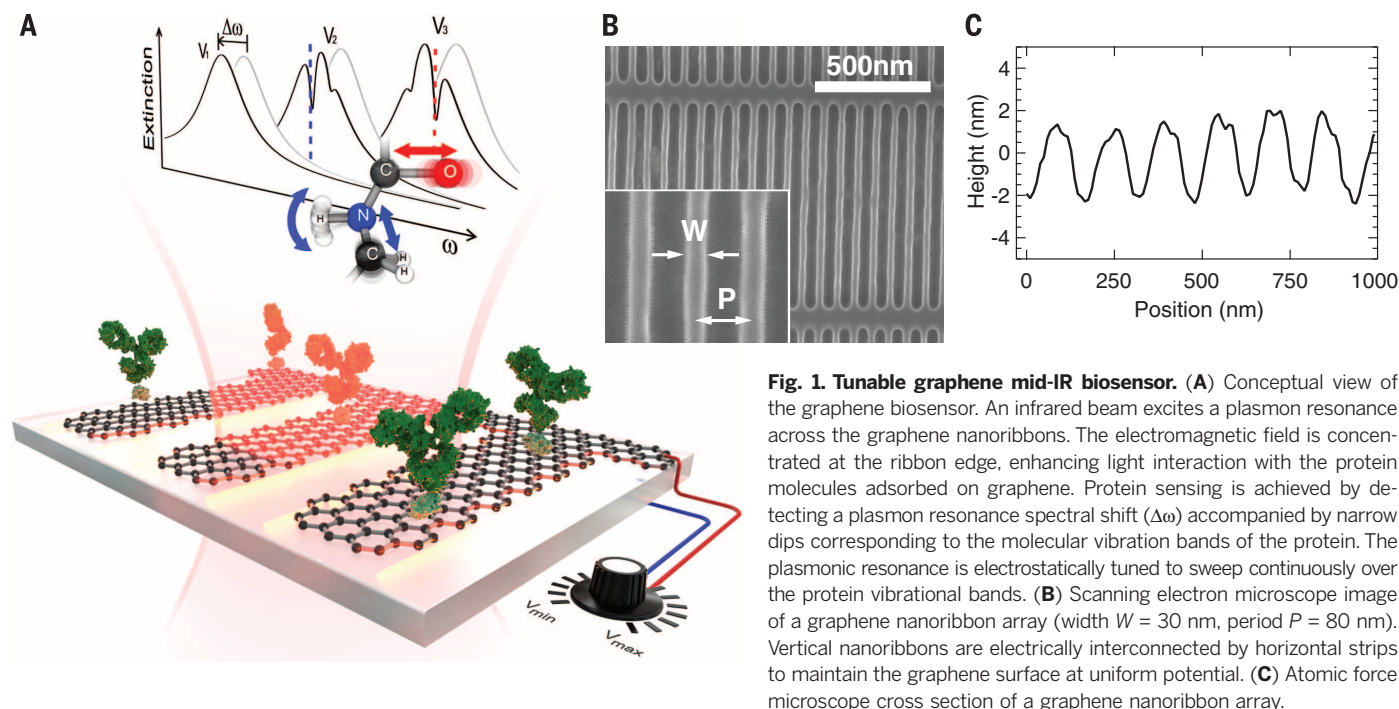 A
Δω
V1
V2
V3
Extinction
C
O
N
H
C
H
H
ω
Vmin
Vmax
B
500nm
W
P
C
Height (nm)
4
2
0
-2
-4
0
250
500
750
1000
Position (nm)
Fig. 1. Tunable graphene mid-IR biosensor. (A) Conceptual view of
the graphene biosensor. An infrared beam excites a plasmon resonance
across the graphene nanoribbons. The electromagnetic field is concen-
trated at the ribbon edge, enhancing light interaction with the protein
molecules adsorbed on graphene. Protein sensing is achieved by de-
tecting a plasmon resonance spectral shift (Δω) accompanied by narrow
dips corresponding to the molecular vibration bands of the protein. The
plasmonic resonance is electrostatically tuned to sweep continuously over
the protein vibrational bands. (B) Scanning electron microscope image
of a graphene nanoribbon array (width W = 30 nm, period P = 80 nm).
Vertical nanoribbons are electrically interconnected by horizontal strips
to maintain the graphene surface at uniform potential. (C) Atomic force
microscope cross section of a graphene nanoribbon array.